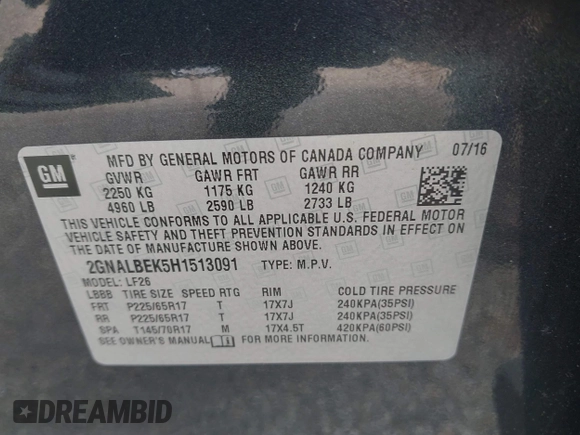 GM
MFD BY GENERAL MOTORS OF CANADA COMPANY 07/16
GVWR GAWR FRT GAWR RR
2250 KG 1175 KG 1240 KG
4960 LB 2590 LB 2733 LB
THIS VEHICLE CONFORMS TO ALL APPLICABLE U.S. FEDERAL MOTOR
VEHICLE SAFETY AND THEFT PREVENTION STANDARDS IN EFFECT ON
THE DATE OF MANUFACTURE SHOWN ABOVE.
2GNALBEK5H1513091 TYPE: M.P.V.
MODEL: LF26
LBBB TIRE SIZE SPEED RTG RIM COLD TIRE PRESSURE
FRT P225/65R17 T 17X7J 240KPA(35PSI)
RR P225/65R17 T 17X7J 240KPA(35PSI)
SPA T145/70R17 M 17X4.5T 420KPA(60PSI)
SEE OWNER'S MANUAL FOR MORE INFORMATION
DREAMBID